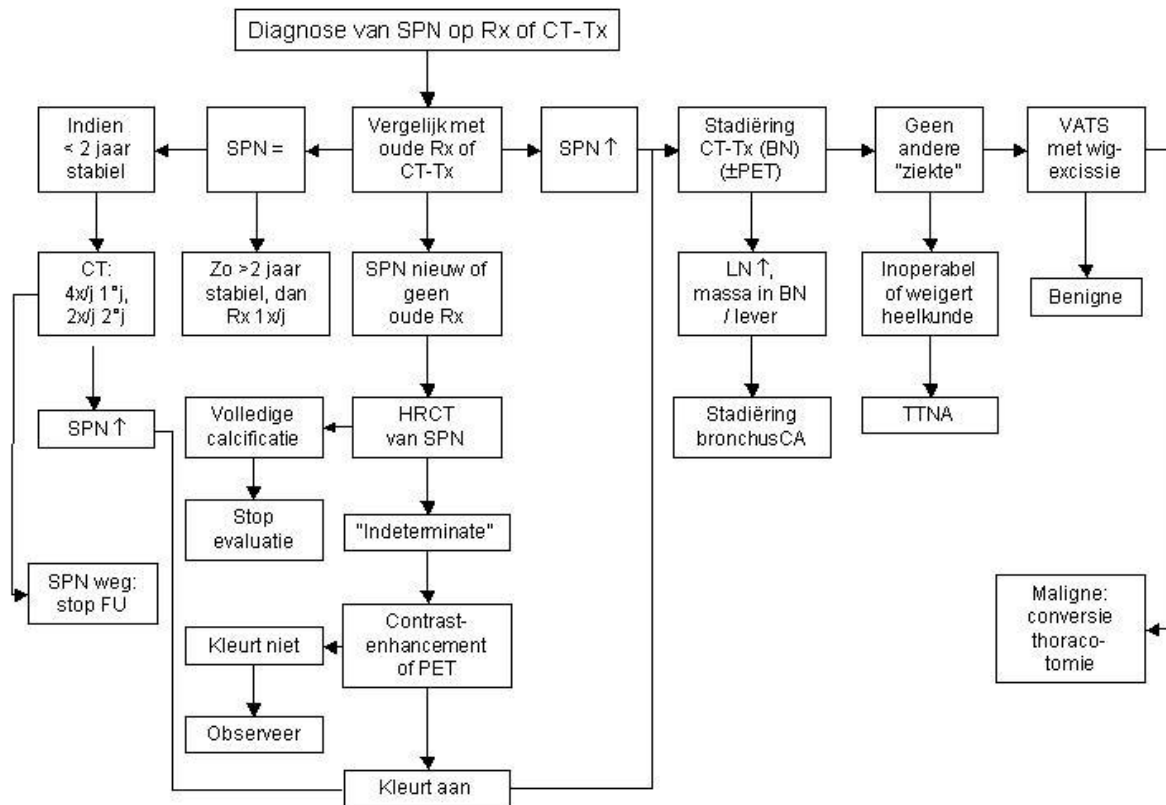 Diagnose van SPN op Rx of CT-Tx
Indien
< 2 jaar
stabiel
SPN =
Vergelijk met
oude Rx of
CT-Tx
SPN ↑
Stadiëring
CT-Tx (BN)
(±PET)
Geen
andere
"ziekte"
VATS
met wig-
excissie
CT:
4x/j 1°j,
2x/j 2°j
Zo >2 jaar
stabiel, dan
Rx 1x/j
SPN nieuw of
geen
oude Rx
LN ↑,
massa in BN
/ lever
Inoperabel
of weigert
heelkunde
Benigne
SPN ↑
Volledige
calcificatie
HRCT
van SPN
Stadiëring
bronchusCA
TTNA
Stop
evaluatie
"Indeterminate"
SPN weg:
stop FU
Kleurt niet
Contrast-
enhancement
of PET
Maligne:
conversie
thoraco-
tomie
Observeer
Kleurt aan